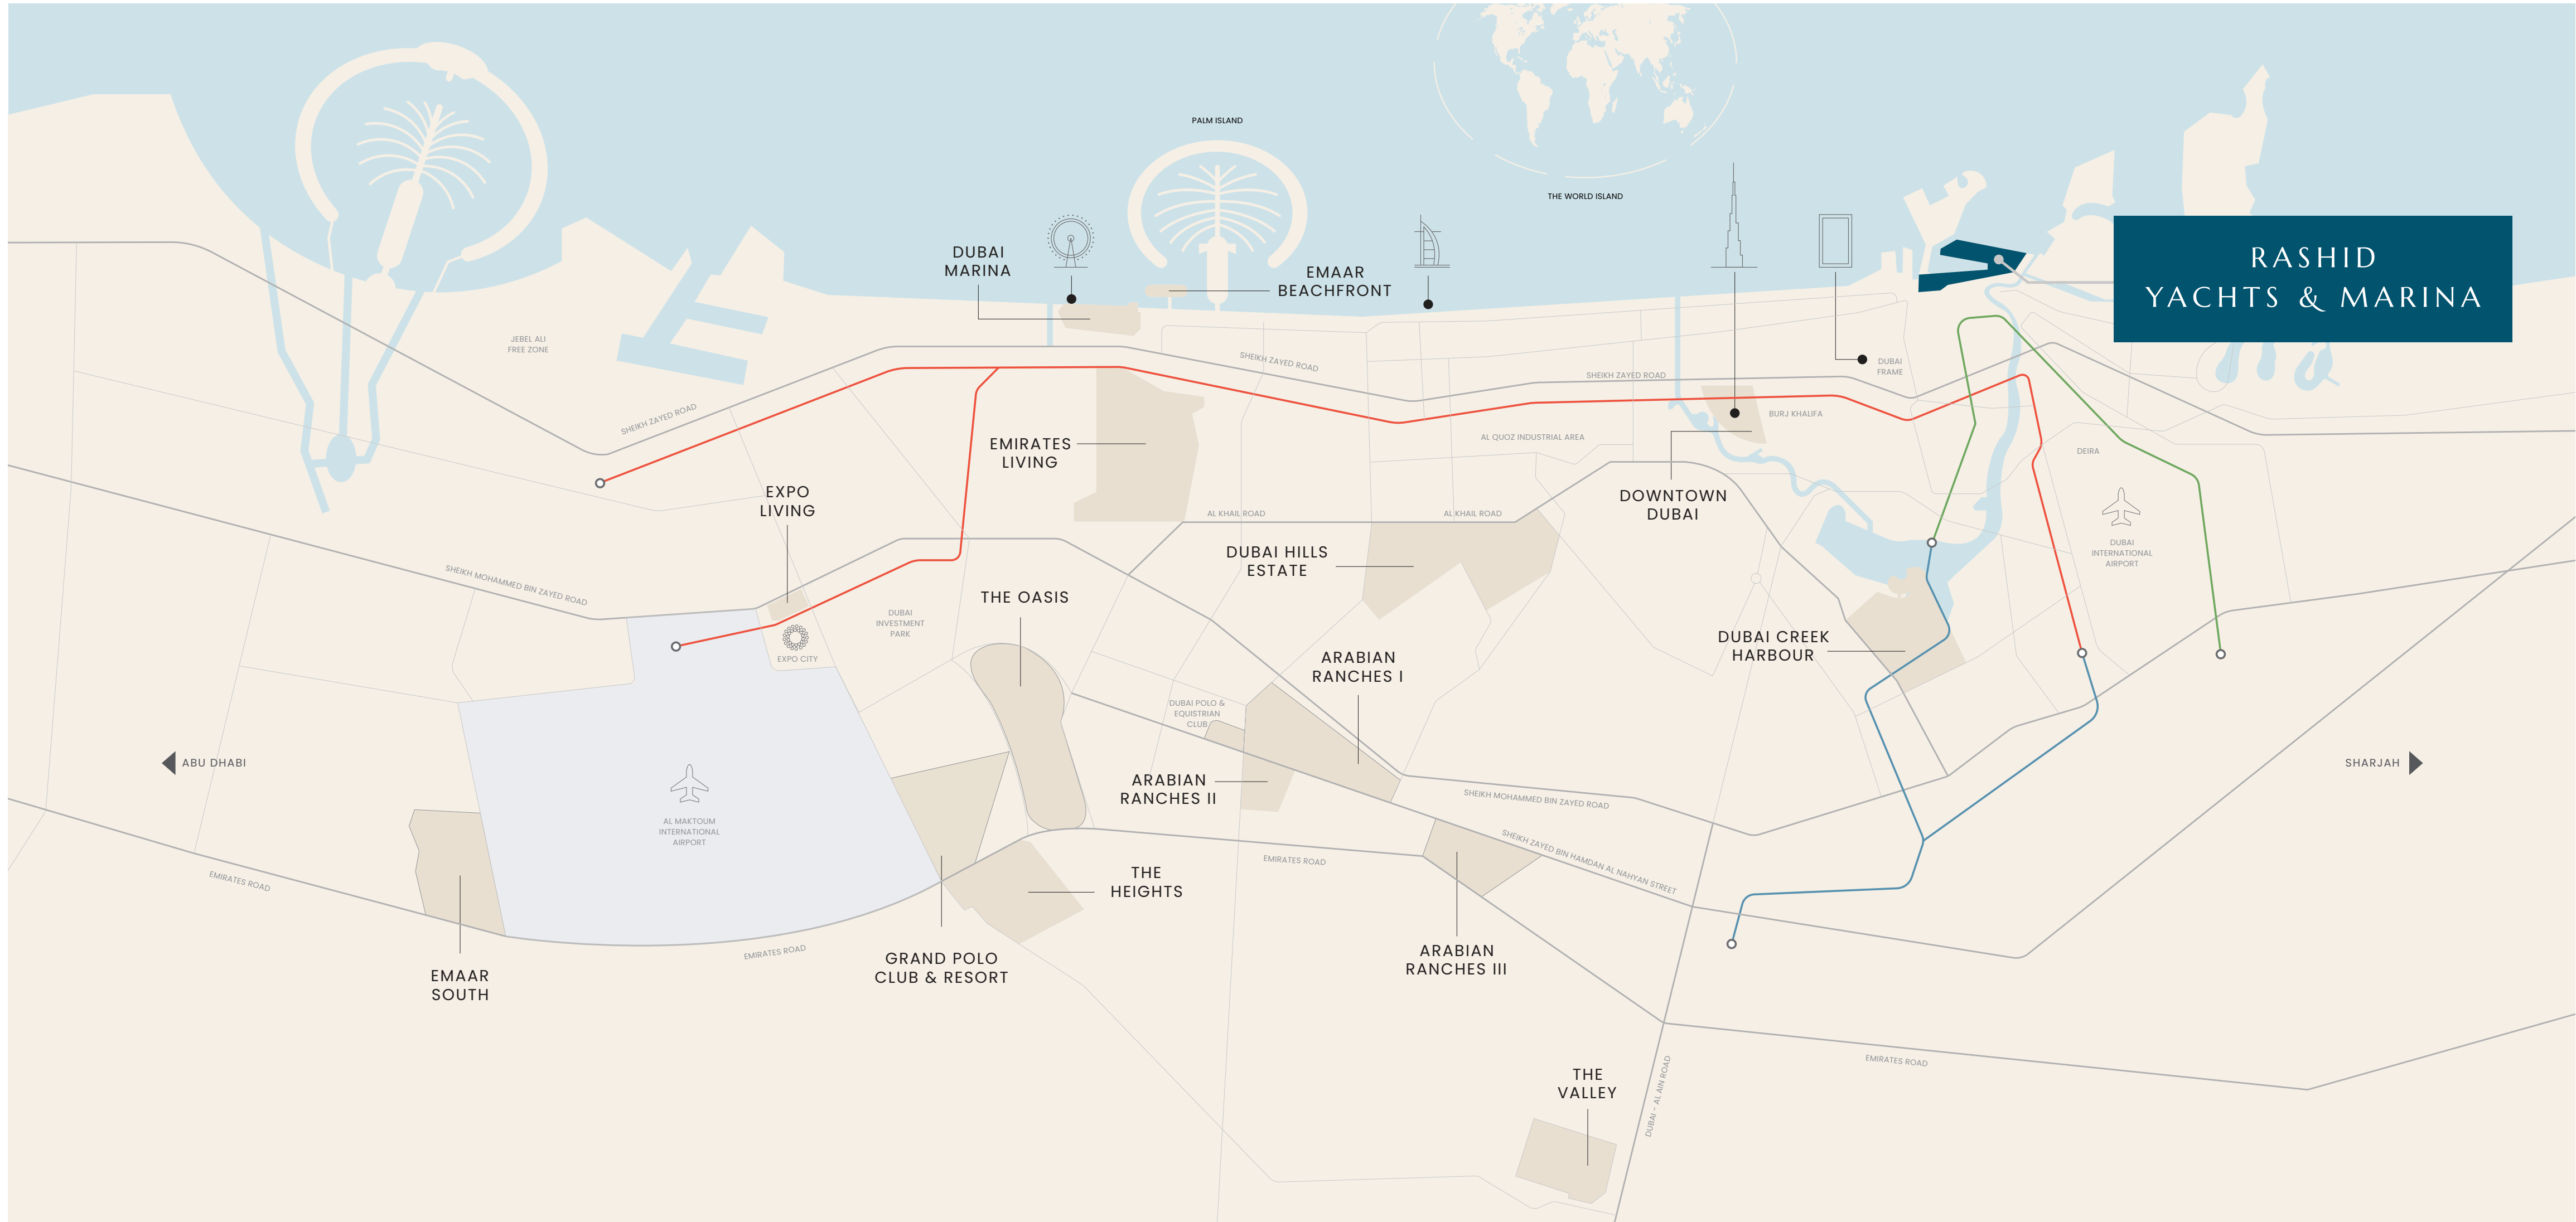 PALM ISLAND
THE WORLD ISLAND
DUBAI
MARINA
EMAAR
BEACHFRONT
RASHID
YACHTS & MARINA
JEBEL ALI
FREE ZONE
SHEIKH ZAYED ROAD
SHEIKH ZAYED ROAD
SHEIKH ZAYED ROAD
DUBAI
FRAME
BURJ KHALIFA
AL QUOZ INDUSTRIAL AREA
EMIRATES
LIVING
DEIRA
EXPO
LIVING
DOWNTOWN
DUBAI
AL KHAIL ROAD
AL KHAIL ROAD
DUBAI HILLS
ESTATE
DUBAI
INTERNATIONAL
AIRPORT
SHEIKH MOHAMMED BIN ZAYED ROAD
THE OASIS
DUBAI
INVESTMENT
PARK
EXPO CITY
DUBAI CREEK
HARBOUR
ARABIAN
RANCHES I
DUBAI POLO &
EQUISTRIAN
CLUB
ABU DHABI
SHARJAH
ARABIAN
RANCHES II
SHEIKH MOHAMMED BIN ZAYED ROAD
AL MAKTOUM
INTERNATIONAL
AIRPORT
SHEIKH ZAYED BIN HAMDAN AL NAHYAN STREET
EMIRATES ROAD
EMIRATES ROAD
THE
HEIGHTS
EMIRATES ROAD
GRAND POLO
CLUB & RESORT
ARABIAN
RANCHES III
EMAAR
SOUTH
EMIRATES ROAD
THE
VALLEY
DUBAI - AL AIN ROAD